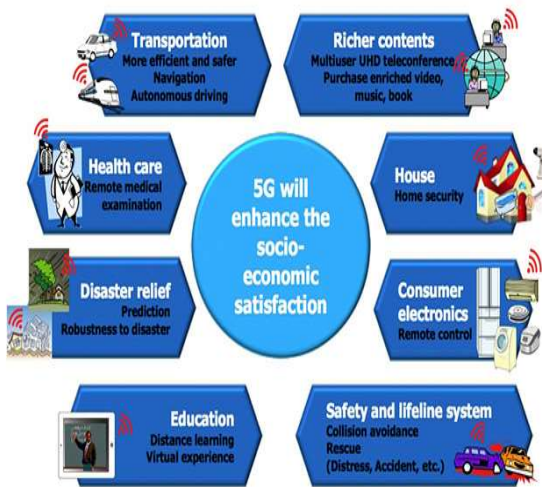 Transportation
More efficient and safer
Navigation
Autonomous driving
Richer contents
Multiuser UHD teleconference
Purchase enriched video,
music, book
Health care
Remote medical
examination
5G will
enhance the
socio-
economic
satisfaction
House
Home security
Disaster relief
Prediction
Robustness to disaster
Consumer
electronics
Remote control
Education
Distance learning
Virtual experience
Safety and lifeline system
Collision avoidance
Rescue
(Distress, Accident, etc.)